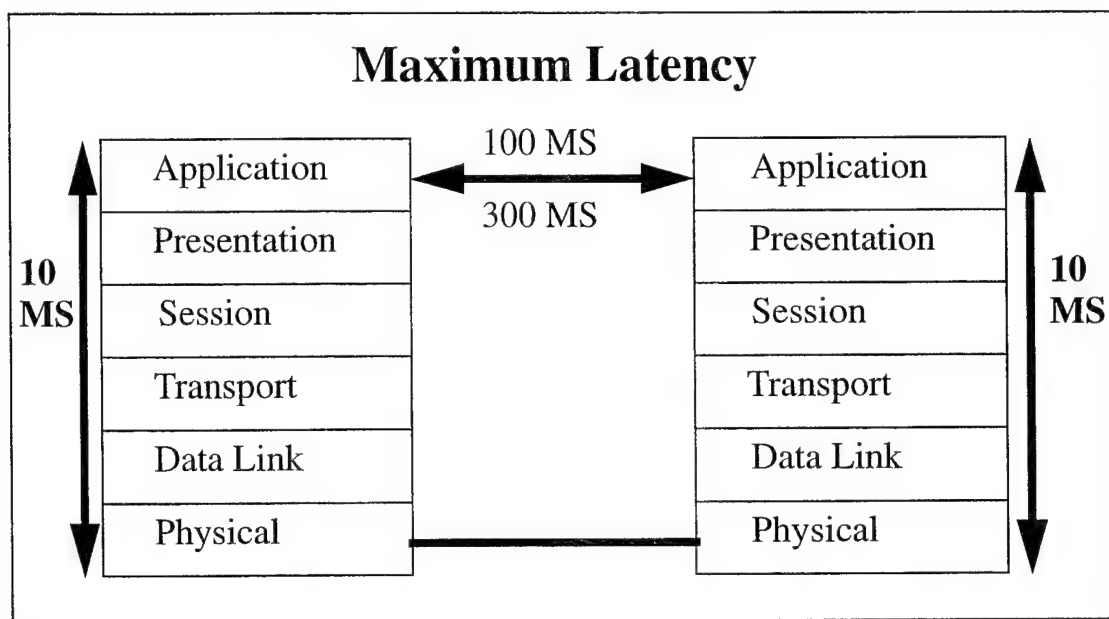 Maximum Latency
10
MS
Application
Presentation
Session
Transport
Data Link
Physical
100 MS
300 MS
Application
Presentation
Session
Transport
Data Link
Physical
10
MS